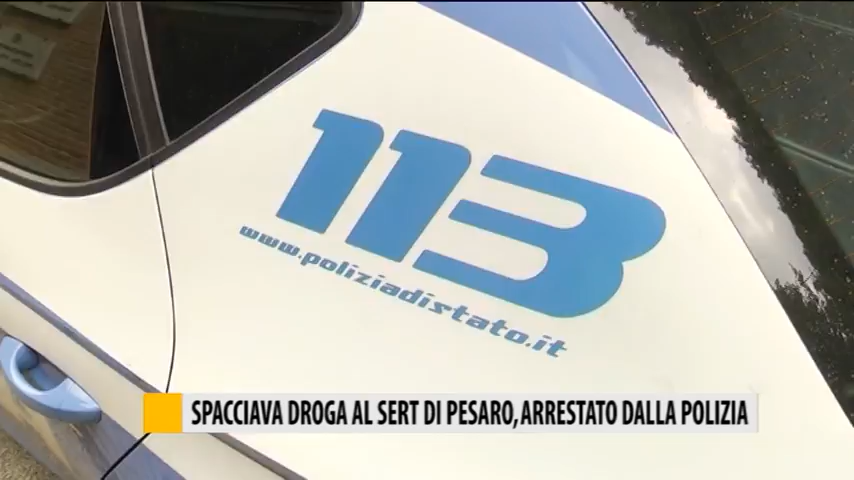 113
www.poliziadistato.it
SPACCIAVA DROGA AL SERT DI PESARO,ARRESTATO DALLA POLIZIA